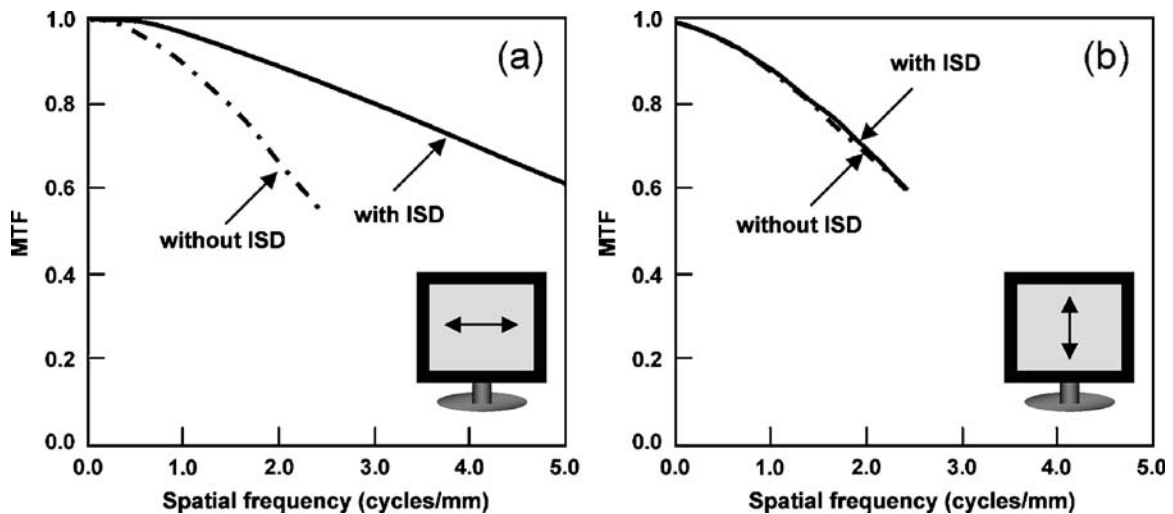 (a)
1.0
0.8
0.6
0.4
0.2
0.0
MTF
without ISD
with ISD
0.0 1.0 2.0 3.0 4.0 5.0
Spatial frequency (cycles/mm)
(b)
1.0
0.8
0.6
0.4
0.2
0.0
MTF
with ISD
without ISD
0.0 1.0 2.0 3.0 4.0 5.0
Spatial frequency (cycles/mm)